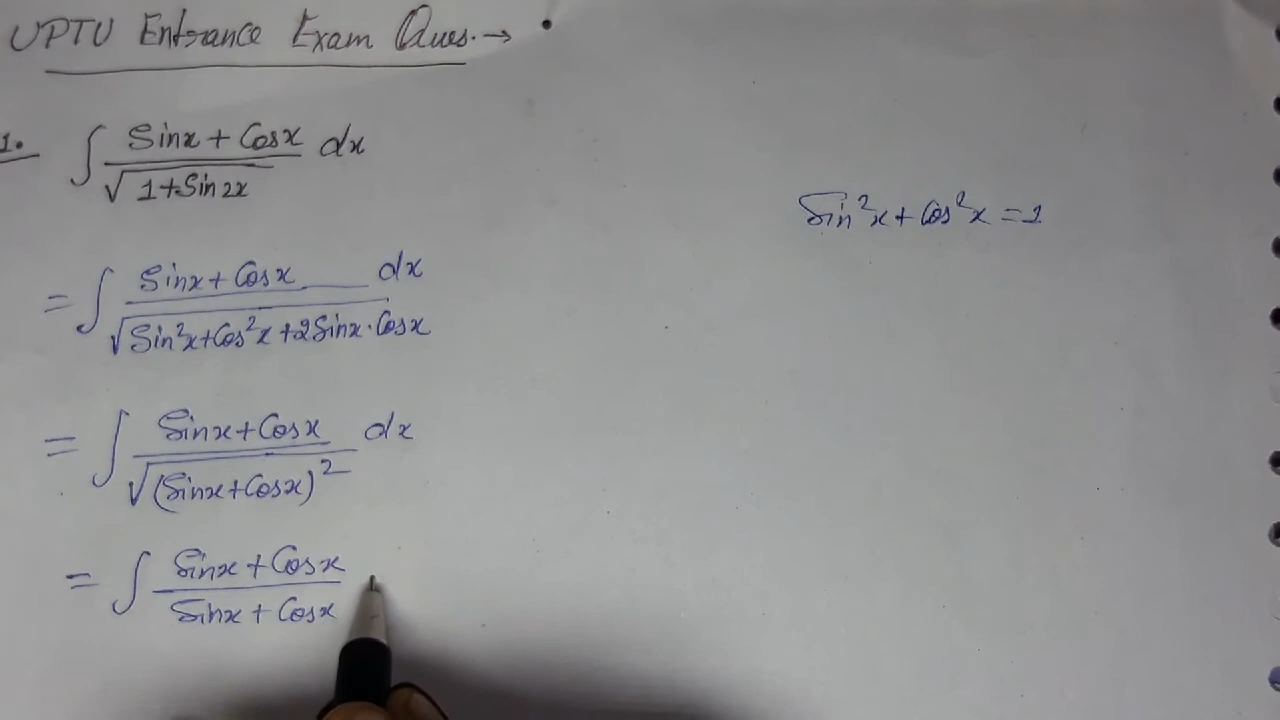 UPTU Entrance Exam Ques.→
1. ∫ Sinx + Cosx / √1+Sin2x dx
Sin²x + Cos²x = 1
= ∫ Sinx + Cosx / √Sin²x+Cos²x+2Sinx·Cosx dx
= ∫ Sinx+Cosx / √(Sinx+Cosx)² dx
= ∫ Sinx + Cosx / Sinx + Cosx